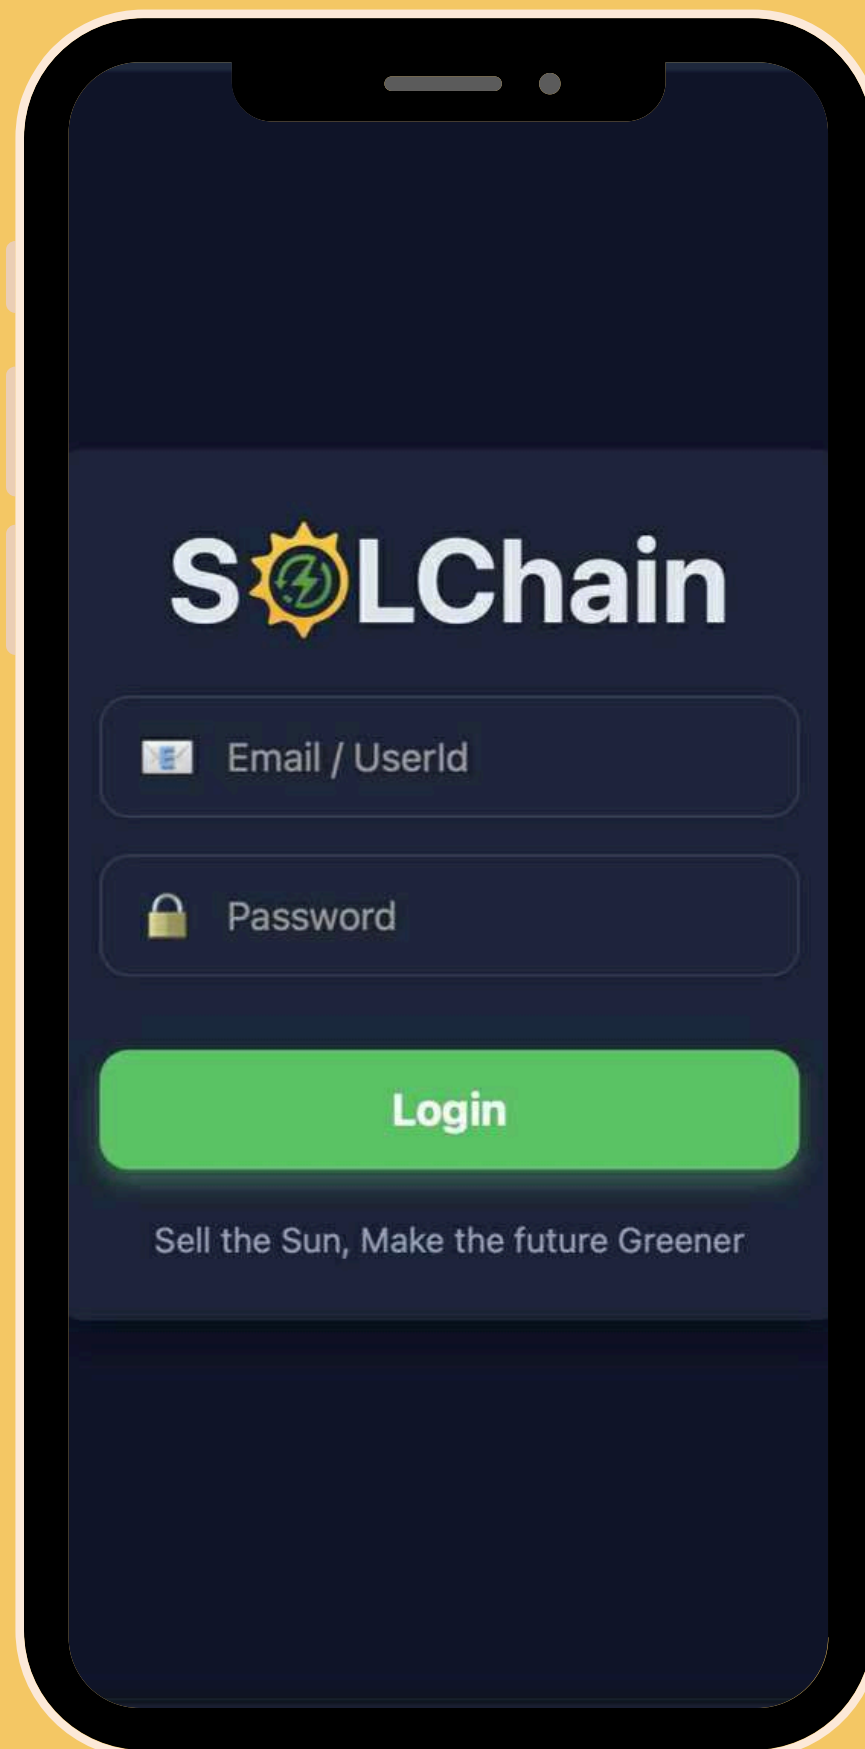 SOLChain
Email / UserId
Password
Login
Sell the Sun, Make the future Greener